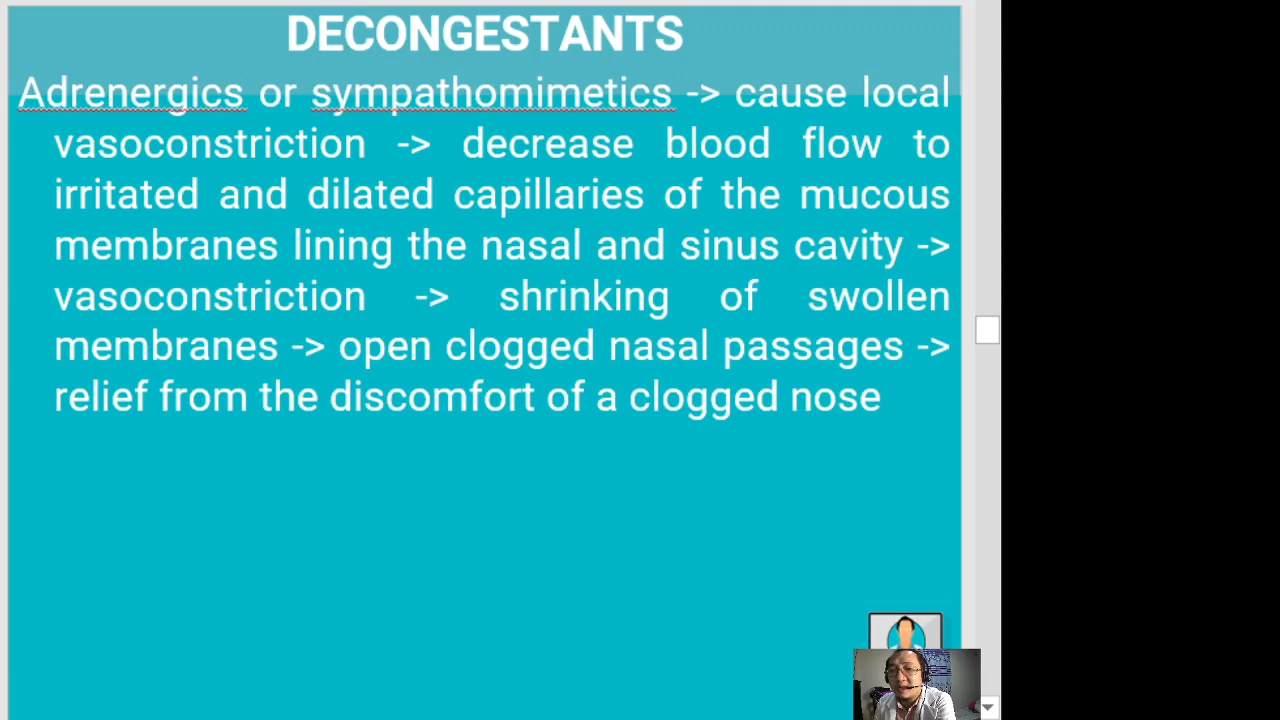 DECONGESTANTS
Adrenergics or sympathomimetics -> cause local
vasoconstriction -> decrease blood flow to
irritated and dilated capillaries of the mucous
membranes lining the nasal and sinus cavity ->
vasoconstriction -> shrinking of swollen
membranes -> open clogged nasal passages ->
relief from the discomfort of a clogged nose